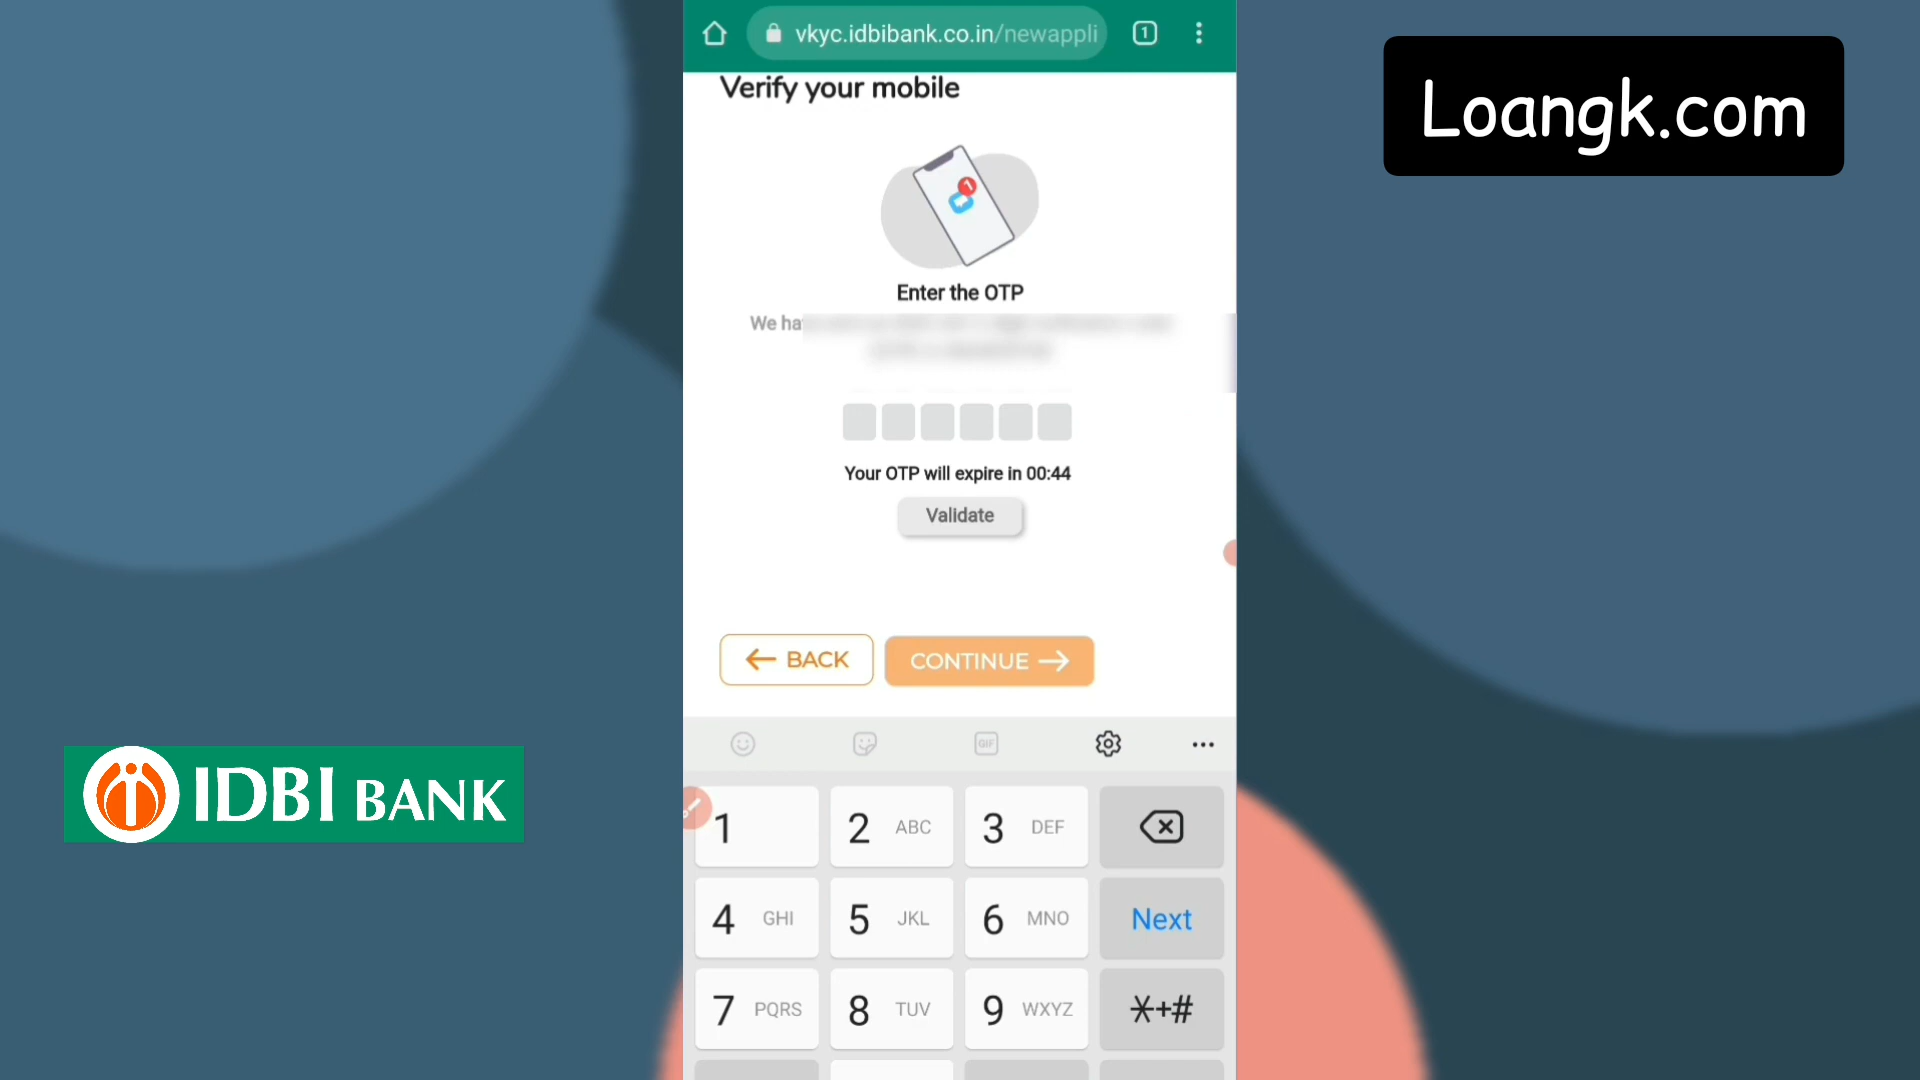 vkyc.idbibank.co.in/newappli
1
Loangk.com
Verify your mobile
1
Enter the OTP
We ha
Your OTP will expire in 00:44
Validate
← BACK
CONTINUE →
GIF
IDBI BANK
1
2 ABC
3 DEF
4 GHI
5 JKL
6 MNO
Next
7 PQRS
8 TUV
9 WXYZ
*+#